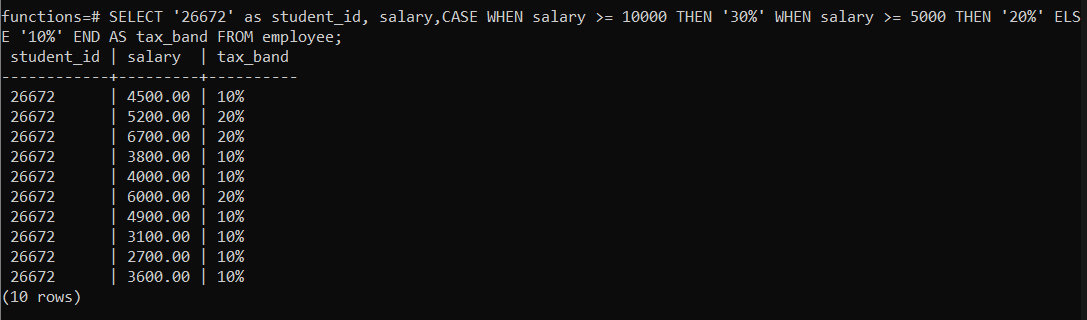 functions=# SELECT '26672' as student_id, salary,CASE WHEN salary >= 10000 THEN '30%' WHEN salary >= 5000 THEN '20%' ELS
E '10%' END AS tax_band FROM employee;
 student_id | salary  | tax_band
------------+---------+----------
 26672      | 4500.00 | 10%
 26672      | 5200.00 | 20%
 26672      | 6700.00 | 20%
 26672      | 3800.00 | 10%
 26672      | 4000.00 | 10%
 26672      | 6000.00 | 20%
 26672      | 4900.00 | 10%
 26672      | 3100.00 | 10%
 26672      | 2700.00 | 10%
 26672      | 3600.00 | 10%
(10 rows)